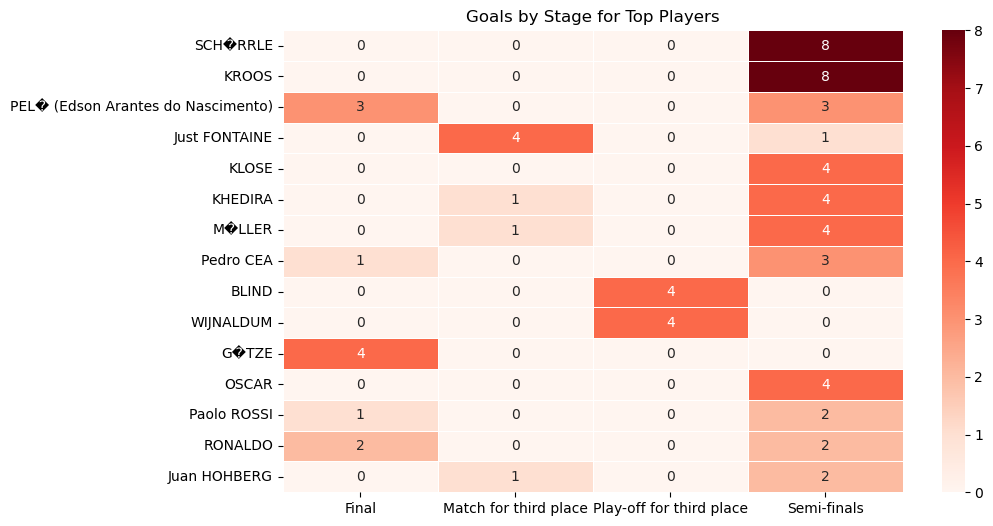 Goals by Stage for Top Players
SCH�RRLE 0 0 0 8
KROOS 0 0 0 8
PEL� (Edson Arantes do Nascimento) 3 0 0 3
Just FONTAINE 0 4 0 1
KLOSE 0 0 0 4
KHEDIRA 0 1 0 4
M�LLER 0 1 0 4
Pedro CEA 1 0 0 3
BLIND 0 0 4 0
WIJNALDUM 0 0 4 0
G�TZE 4 0 0 0
OSCAR 0 0 0 4
Paolo ROSSI 1 0 0 2
RONALDO 2 0 0 2
Juan HOHBERG 0 1 0 2
Final Match for third place Play-off for third place Semi-finals
8
7
6
5
4
3
2
1
0